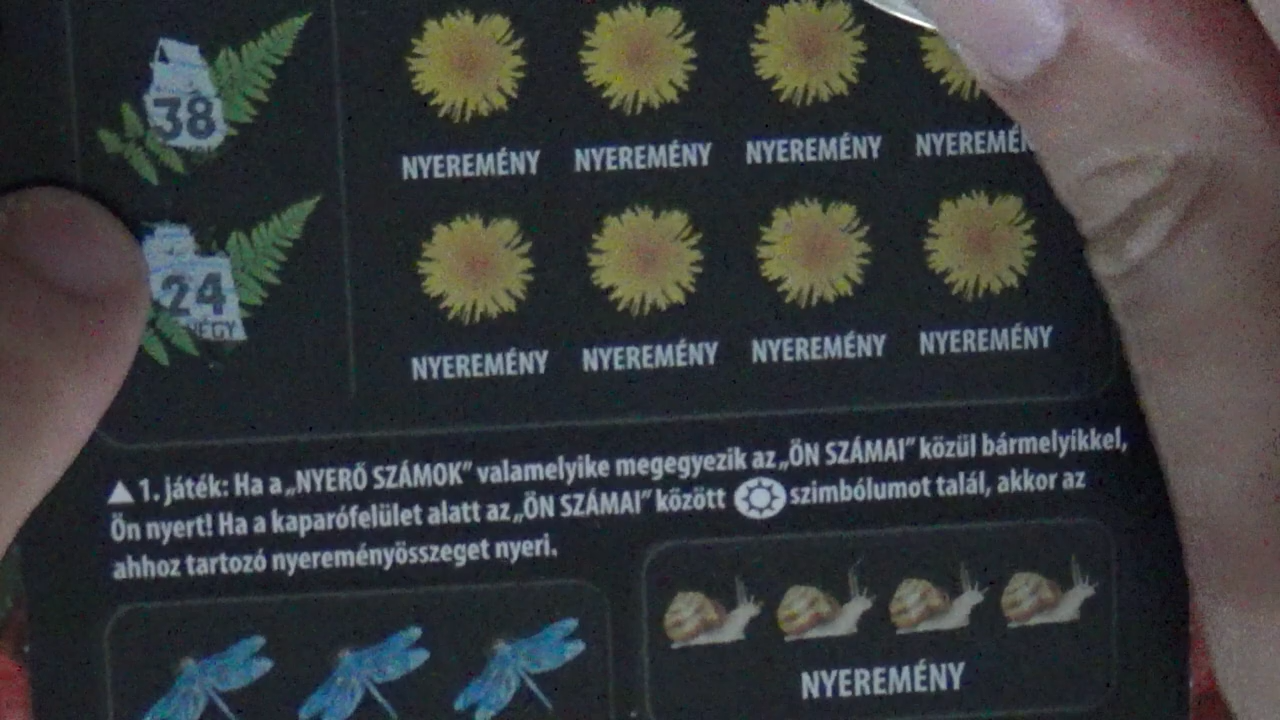 38
NYEREMÉNY NYEREMÉNY NYEREMÉNY NYEREMÉN
24
NÉGY
NYEREMÉNY NYEREMÉNY NYEREMÉNY NYEREMÉNY
▲ 1. játék: Ha a „NYERŐ SZÁMOK” valamelyike megegyezik az „ÖN SZÁMAI” közül bármelyikkel,
Ön nyert! Ha a kaparófelület alatt az „ÖN SZÁMAI” között szimbólumot talál, akkor az
ahhoz tartozó nyereményösszeget nyeri.
NYEREMÉNY